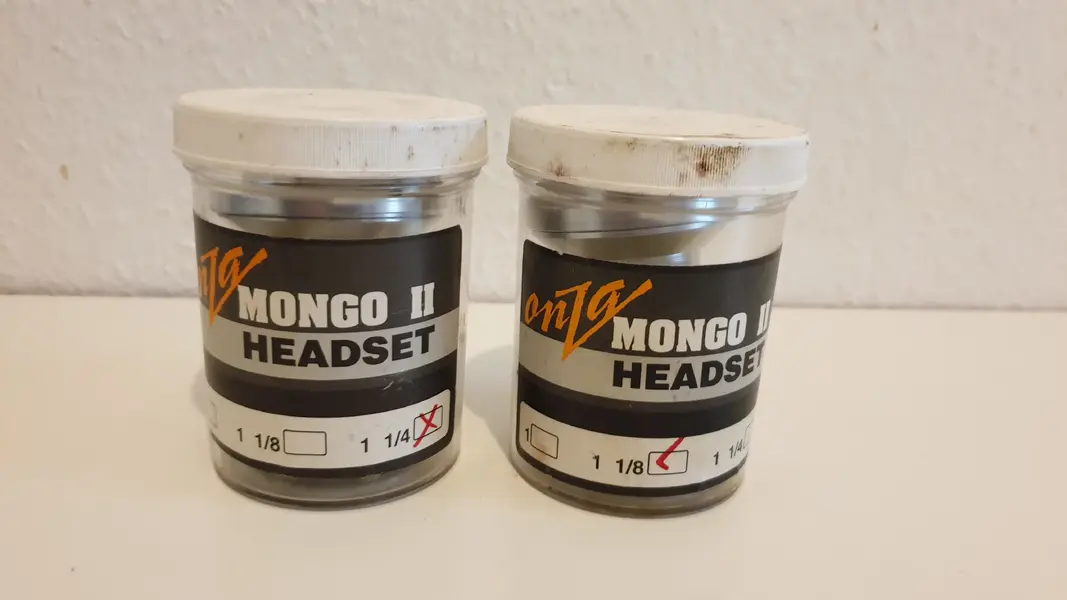 onza
MONGO II
HEADSET
1 1/8 1 1/4
onza
MONGO II
HEADSET
1 1 1/8 1 1/4